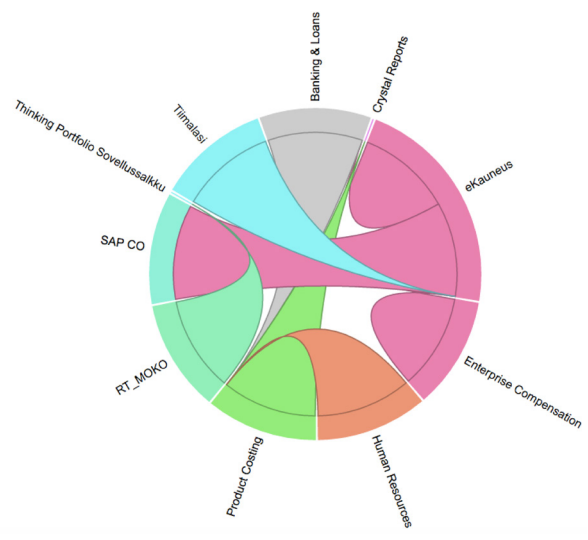 Banking & Loans
Crystal Reports
eKauneus
Enterprise Compensation
Human Resources
Product Costing
RT_MOKO
SAP CO
Thinking Portfolio Sovellussalkku
Tiimalasi